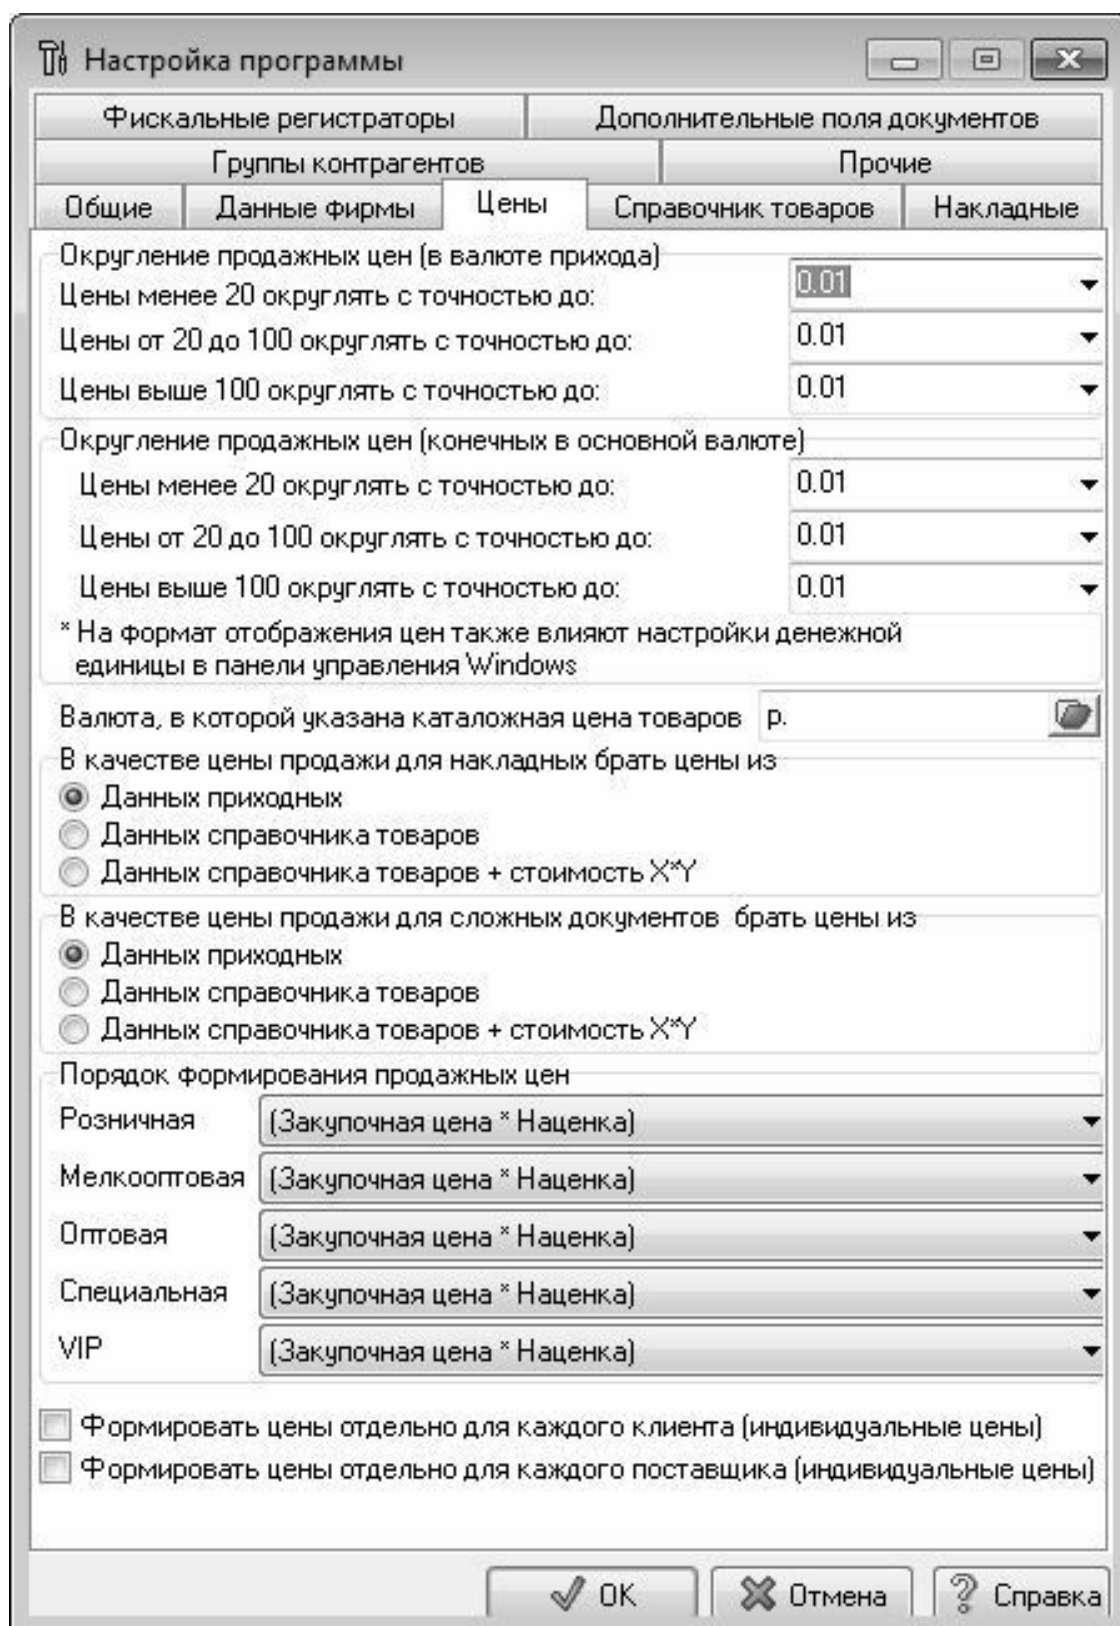 Настройка программы
Фискальные регистраторы Дополнительные поля документов
Группы контрагентов Прочие
Общие Данные фирмы Цены Справочник товаров Накладные
Округление продажных цен (в валюте прихода)
Цены менее 20 округлять с точностью до: 0.01
Цены от 20 до 100 округлять с точностью до: 0.01
Цены выше 100 округлять с точностью до: 0.01
Округление продажных цен (конечных в основной валюте)
Цены менее 20 округлять с точностью до: 0.01
Цены от 20 до 100 округлять с точностью до: 0.01
Цены выше 100 округлять с точностью до: 0.01
* На формат отображения цен также влияют настройки денежной
единицы в панели управления Windows
Валюта, в которой указана каталожная цена товаров р.
В качестве цены продажи для накладных брать цены из
Данных приходных
Данных справочника товаров
Данных справочника товаров + стоимость X*Y
В качестве цены продажи для сложных документов брать цены из
Данных приходных
Данных справочника товаров
Данных справочника товаров + стоимость X*Y
Порядок формирования продажных цен
Розничная (Закупочная цена * Наценка)
Мелкооптовая (Закупочная цена * Наценка)
Оптовая (Закупочная цена * Наценка)
Специальная (Закупочная цена * Наценка)
VIP (Закупочная цена * Наценка)
Формировать цены отдельно для каждого клиента (индивидуальные цены)
Формировать цены отдельно для каждого поставщика (индивидуальные цены)
OK Отмена Справка